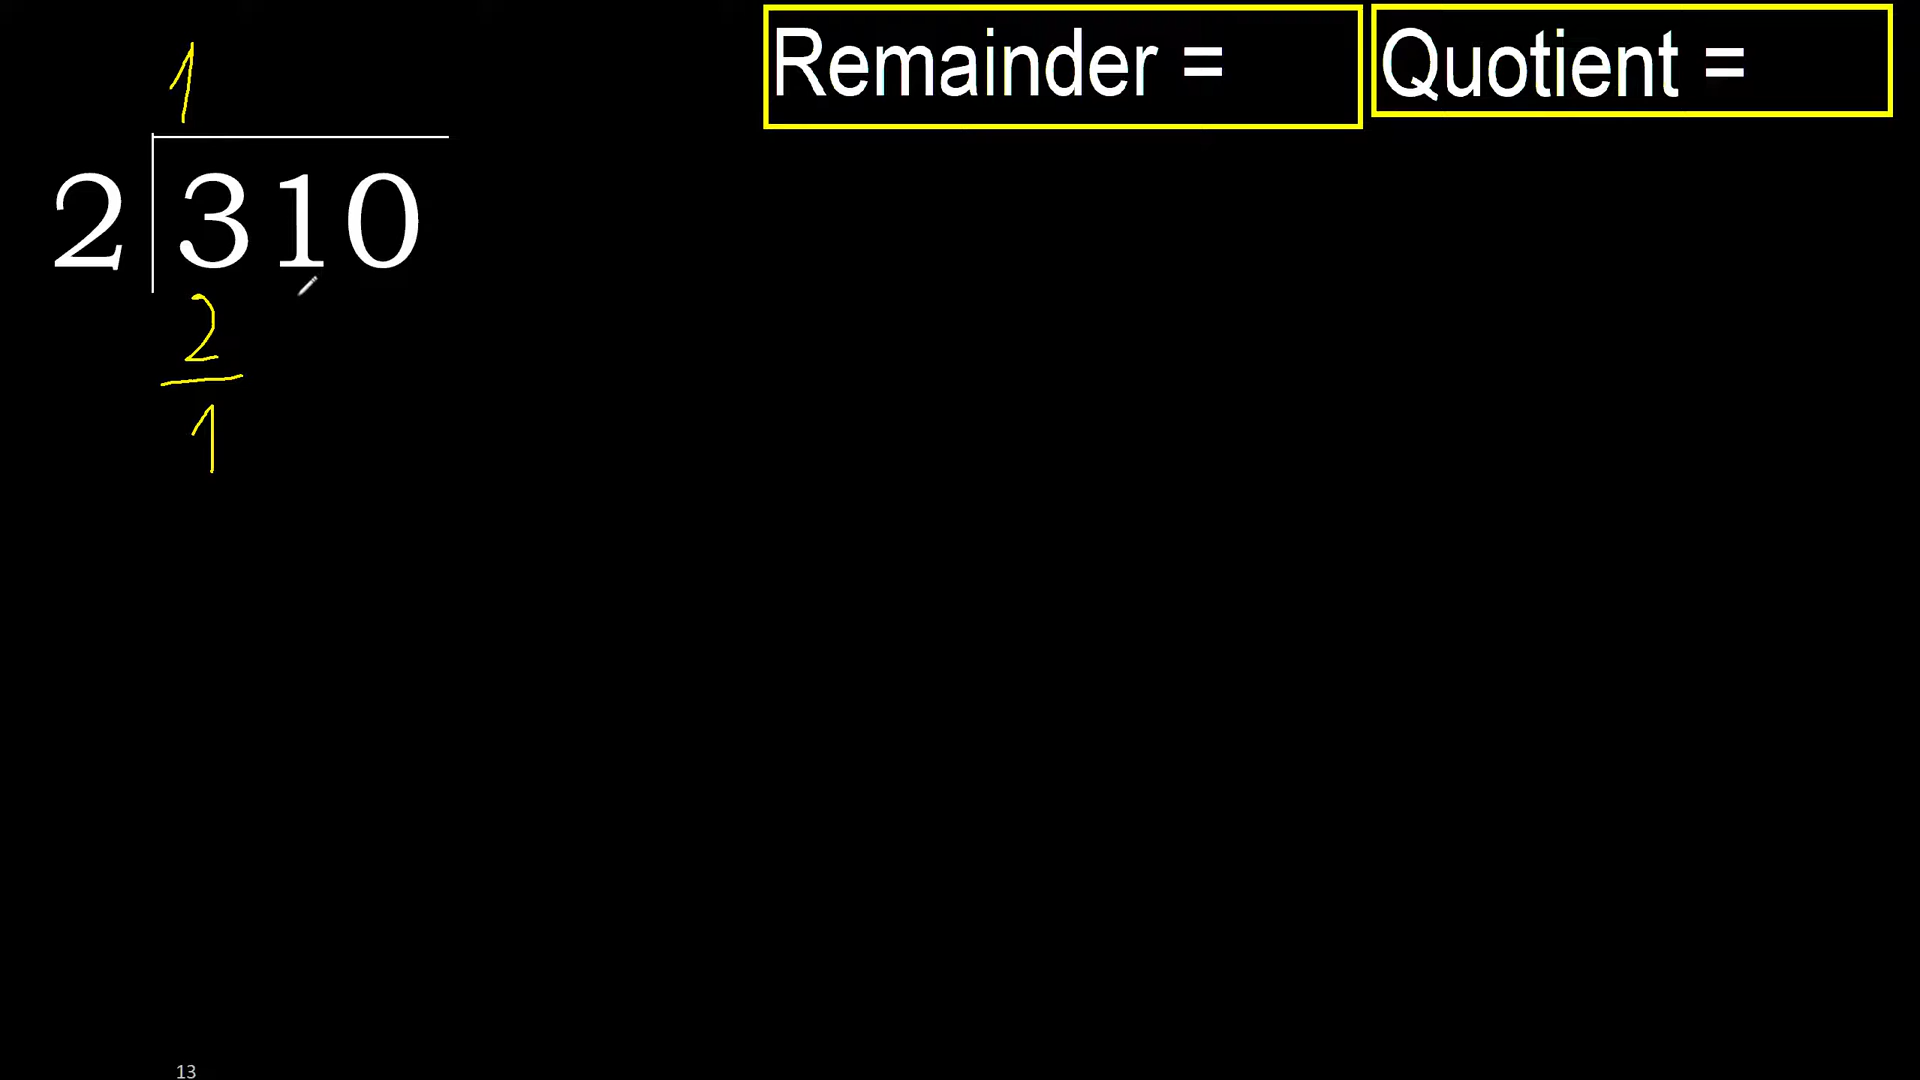 1
Remainder =
Quotient =
2 310
2
1
13